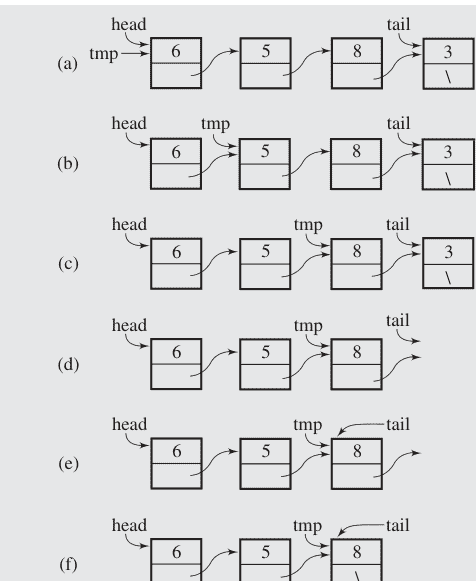 head tail
tmp 6 5 8 3
(a) \
head tmp tail
6 5 8 3
(b) \
head tmp tail
6 5 8 3
(c) \
head tmp tail
6 5 8
(d)
head tmp tail
6 5 8
(e)
head tmp tail
6 5 8
(f) \